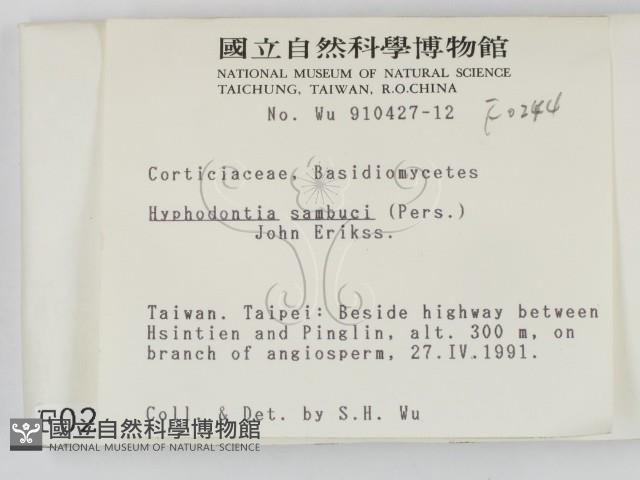 國立自然科學博物館
NATIONAL MUSEUM OF NATURAL SCIENCE
TAICHUNG, TAIWAN, R.O.CHINA
No. Wu 910427-12 F0244
Corticiaceae, Basidiomycetes
Hyphodontia sambuci (Pers.)
John Erikss.
Taiwan. Taipei: Beside highway between
Hsintien and Pinglin, alt. 300 m, on
branch of angiosperm, 27.IV.1991.
Coll. & Det. by S.H. Wu
F02
國立自然科學博物館
NATIONAL MUSEUM OF NATURAL SCIENCE